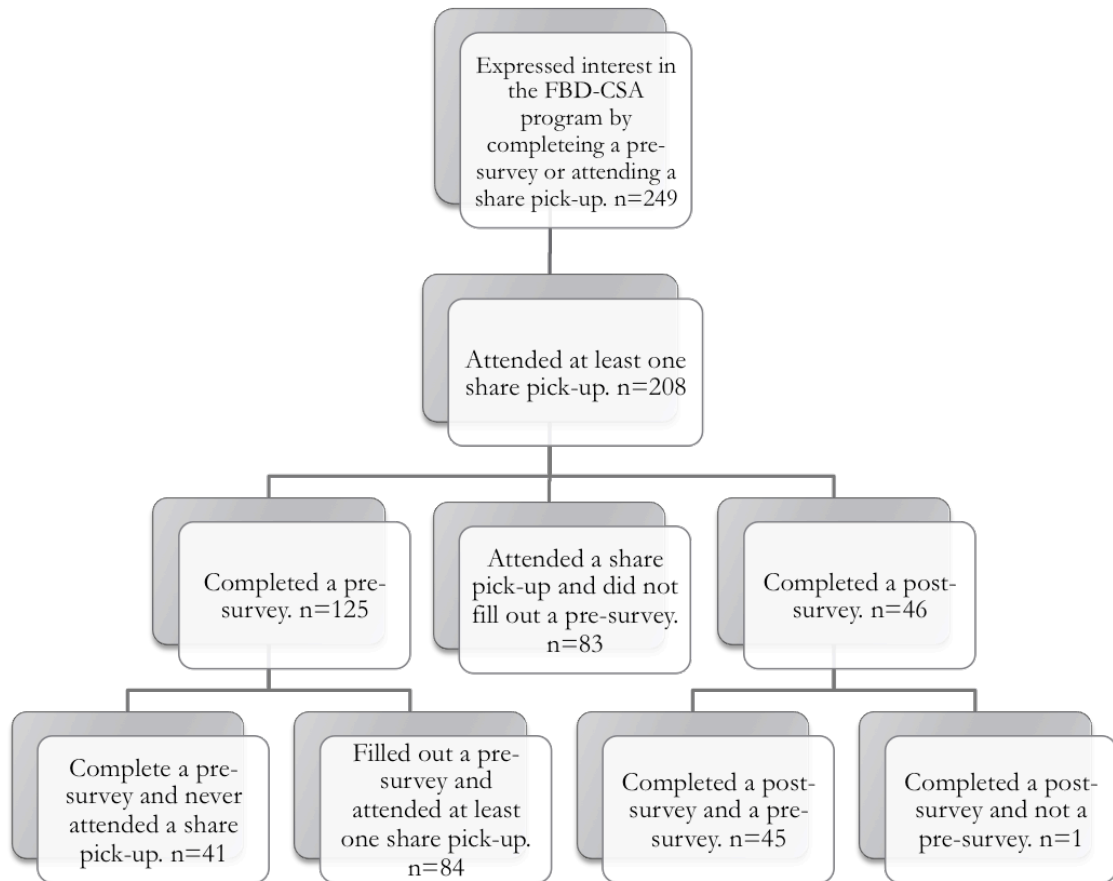 Expressed interest in
the FBD-CSA
program by
completeing a pre-
survey or attending a
share pick-up. n=249
Attended at least one
share pick-up. n=208
Completed a pre-
survey. n=125
Attended a share
pick-up and did not
fill out a pre-survey.
n=83
Completed a post-
survey. n=46
Complete a pre-
survey and never
attended a share
pick-up. n=41
Filled out a pre-
survey and
attended at least
one share pick-up.
n=84
Completed a post-
survey and a pre-
survey. n=45
Completed a post-
survey and not a
pre-survey. n=1